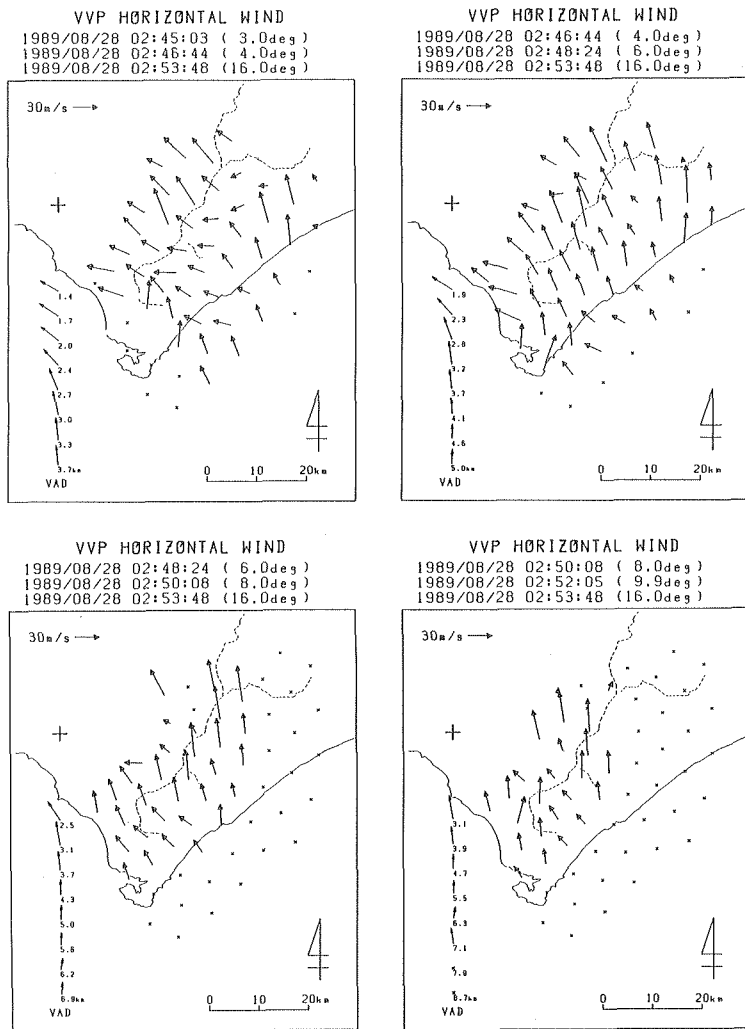 VVP HORIZONTAL WIND
1989/08/28 02:45:03 ( 3.0deg)
1989/08/28 02:46:44 ( 4.0deg)
1989/08/28 02:53:48 (16.0deg)
30m/s
1.4
1.7
2.0
2.4
2.7
3.0
3.3
3.7km
VAD
0 10 20km
VVP HORIZONTAL WIND
1989/08/28 02:46:44 ( 4.0deg)
1989/08/28 02:48:24 ( 6.0deg)
1989/08/28 02:53:48 (16.0deg)
30m/s
1.9
2.3
2.8
3.2
3.7
4.1
4.6
5.0km
VAD
0 10 20km
VVP HORIZONTAL WIND
1989/08/28 02:48:24 ( 6.0deg)
1989/08/28 02:50:08 ( 8.0deg)
1989/08/28 02:53:48 (16.0deg)
30m/s
2.5
3.1
3.7
4.3
5.0
5.6
6.2
6.9km
VAD
0 10 20km
VVP HORIZONTAL WIND
1989/08/28 02:50:08 ( 8.0deg)
1989/08/28 02:52:05 ( 9.9deg)
1989/08/28 02:53:48 (16.0deg)
30m/s
3.1
3.9
4.7
5.5
6.3
7.1
7.9
8.7km
VAD
0 10 20km